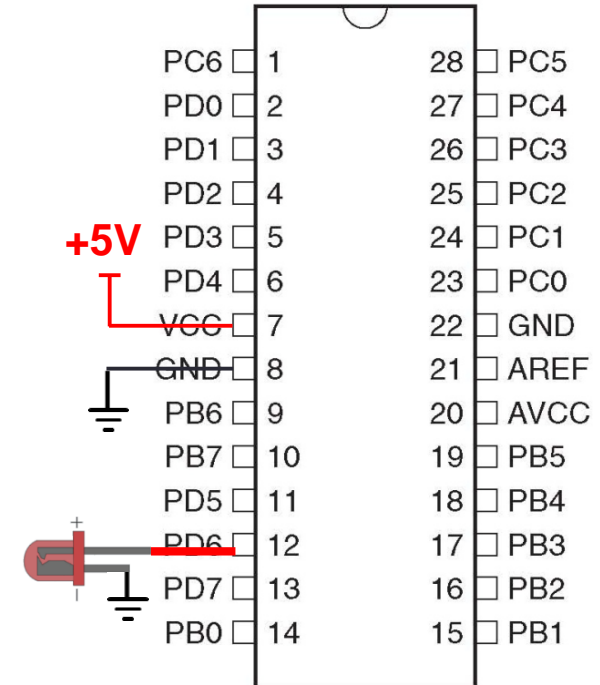 PC6 1 28 PC5
PD0 2 27 PC4
PD1 3 26 PC3
PD2 4 25 PC2
+5V PD3 5 24 PC1
PD4 6 23 PC0
VCC 7 22 GND
GND 8 21 AREF
PB6 9 20 AVCC
PB7 10 19 PB5
PD5 11 18 PB4
+
PD6 12 17 PB3
-
PD7 13 16 PB2
PB0 14 15 PB1